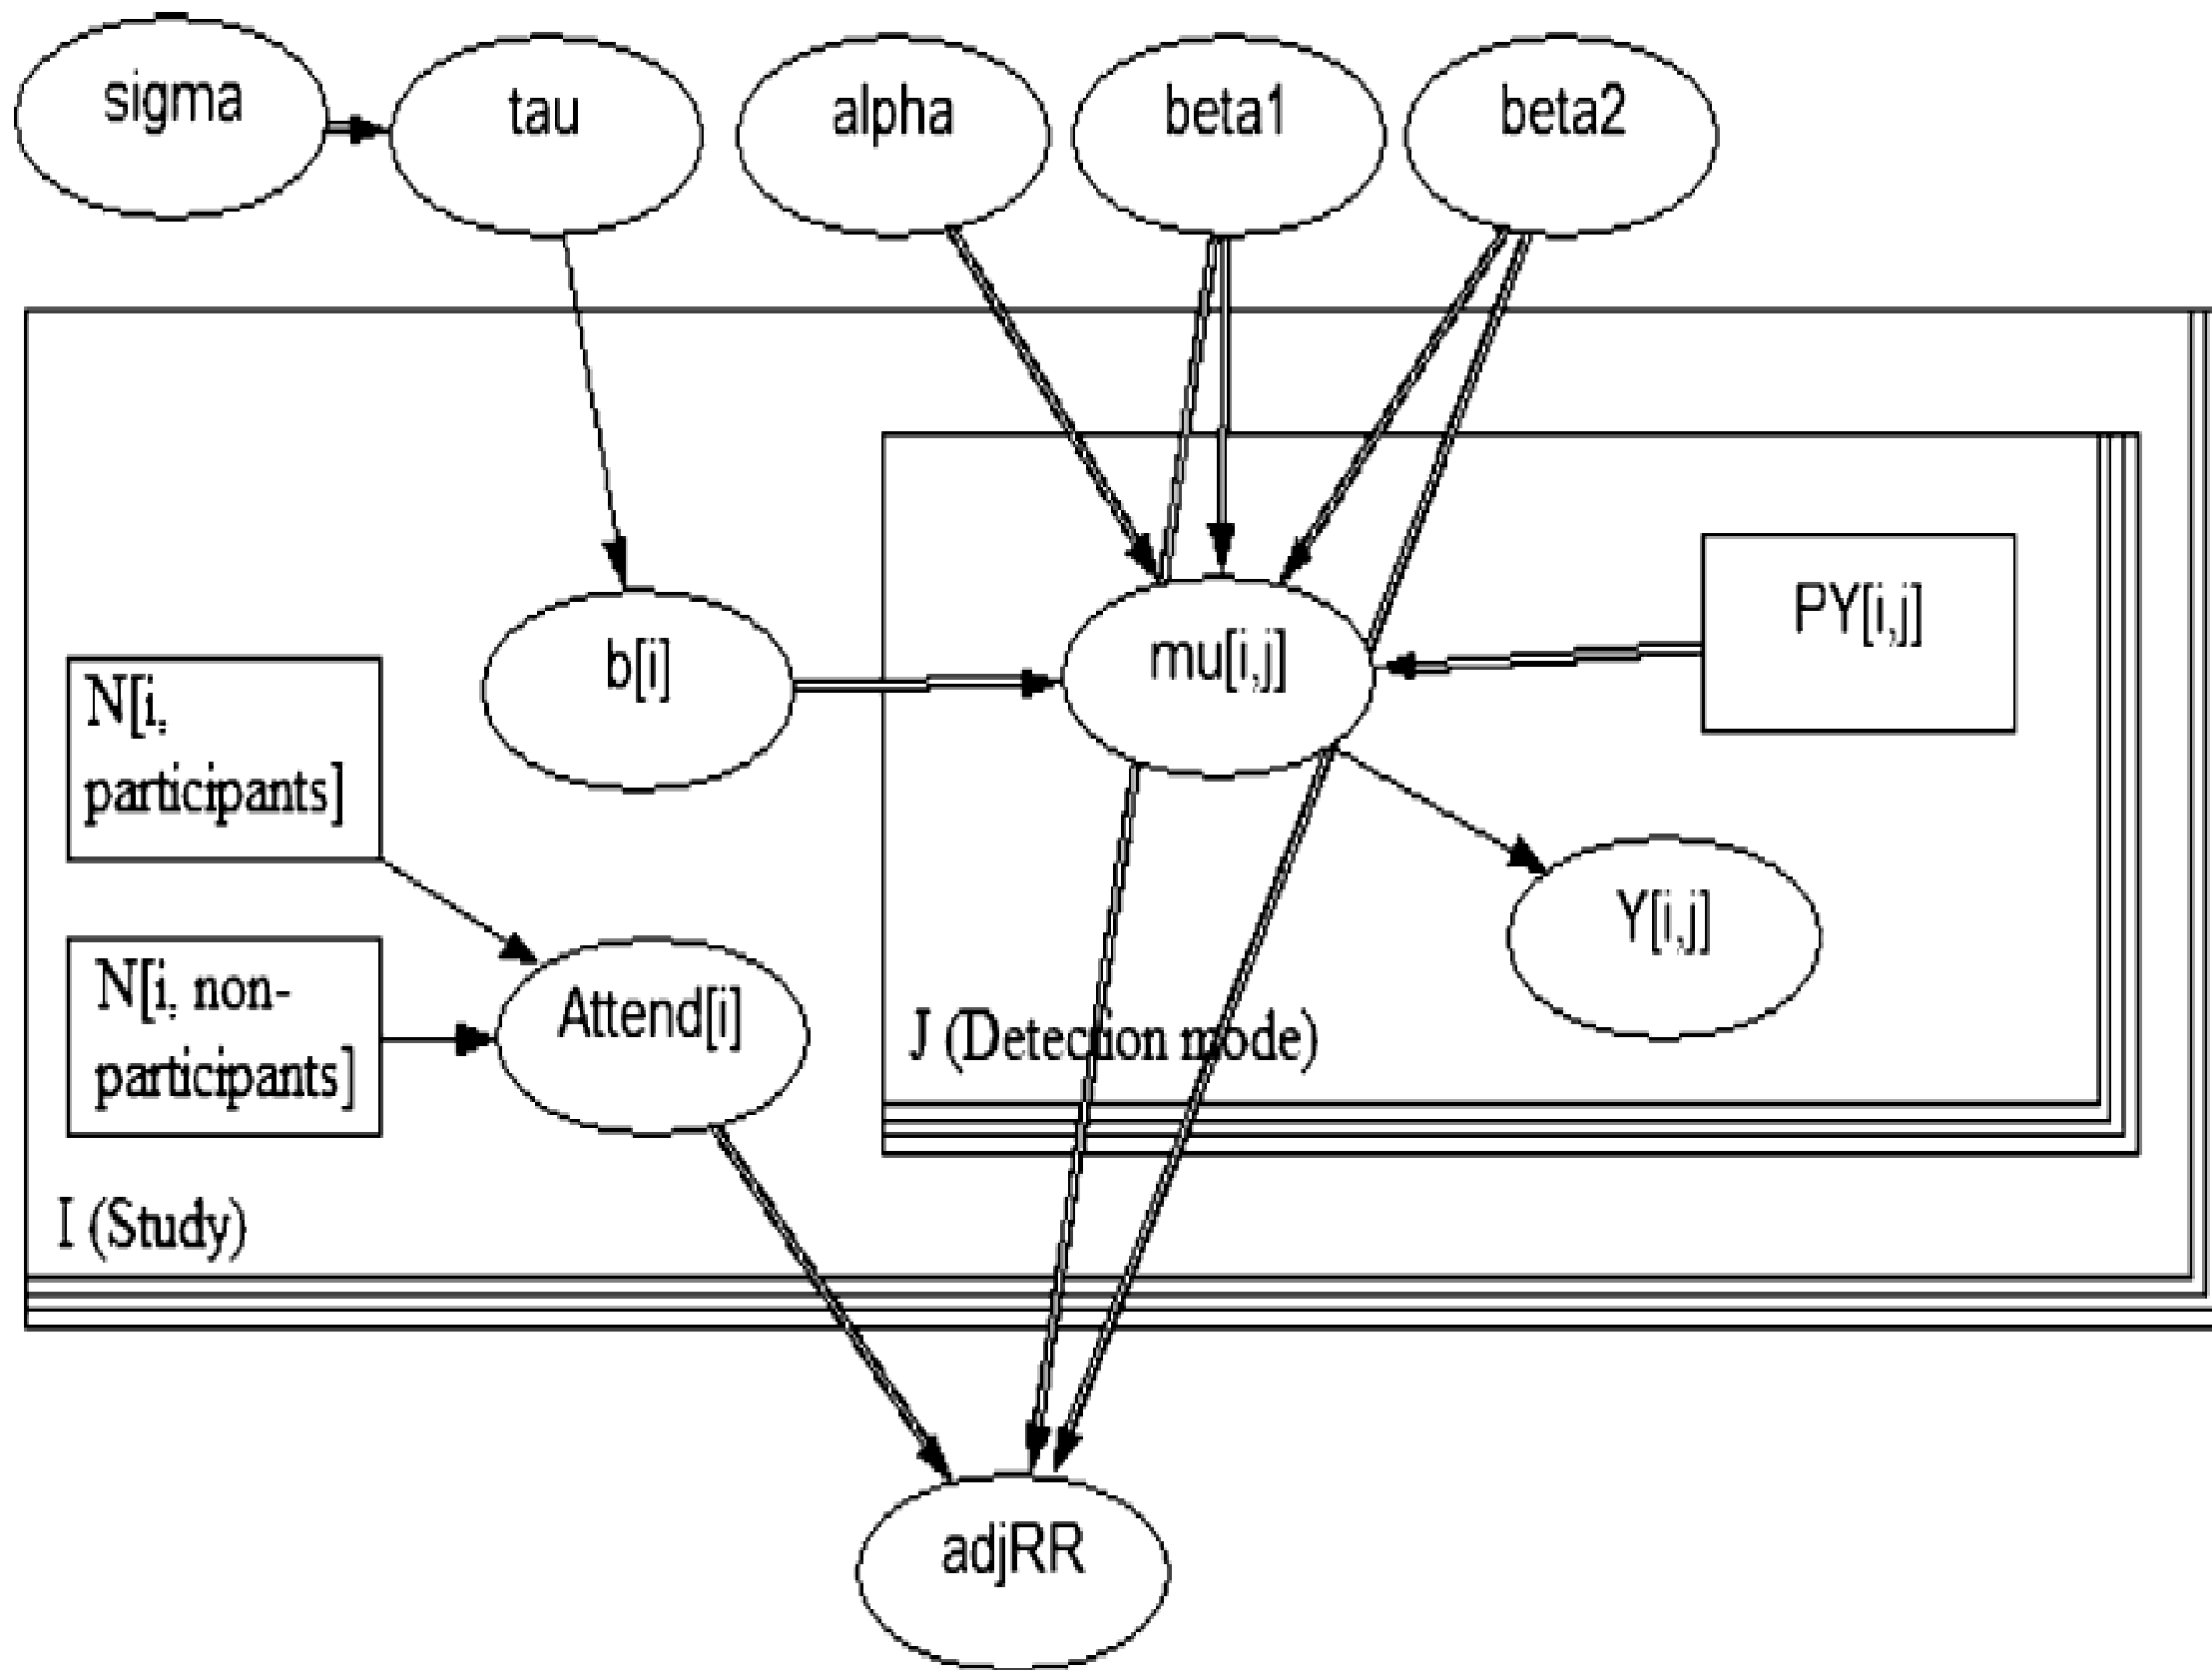 sigma
tau
alpha
beta1
beta2
PY[i,j]
mu[i,j]
b[i]
N[i,
participants]
Y[i,j]
N[i, non-
participants]
Attend[i]
J (Detection mode)
I (Study)
adjRR